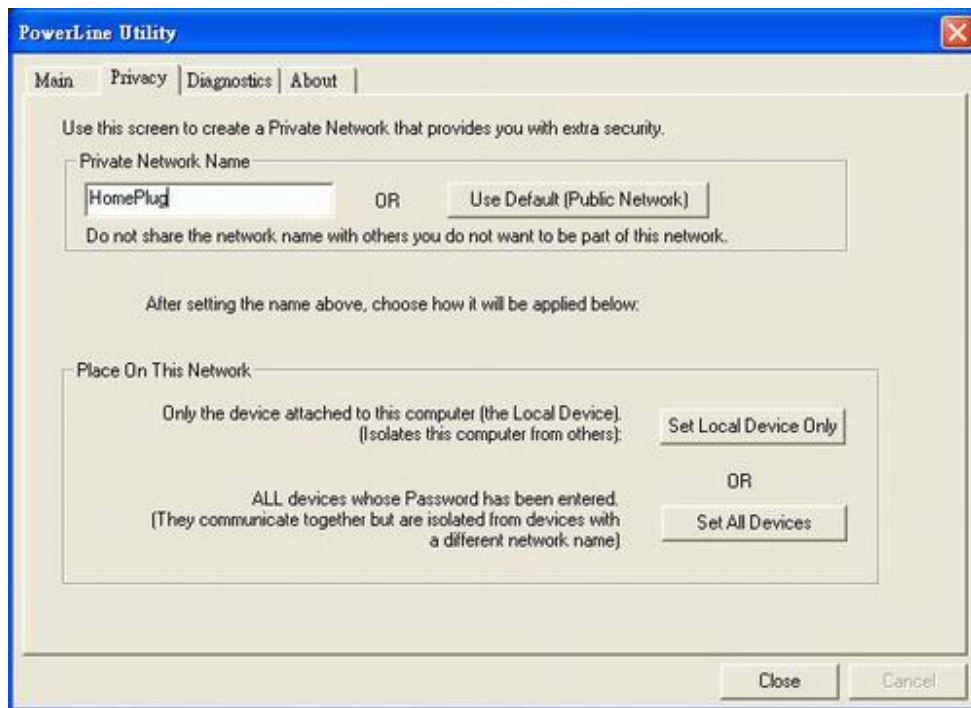 PowerLine Utility
Main Privacy Diagnostics About
Use this screen to create a Private Network that provides you with extra security.
Private Network Name
HomePlug OR Use Default (Public Network)
Do not share the network name with others you do not want to be part of this network.
After setting the name above, choose how it will be applied below:
Place On This Network
Only the device attached to this computer (the Local Device).
(Isolates this computer from others):
Set Local Device Only
OR
ALL devices whose Password has been entered.
(They communicate together but are isolated from devices with
a different network name)
Set All Devices
Close Cancel